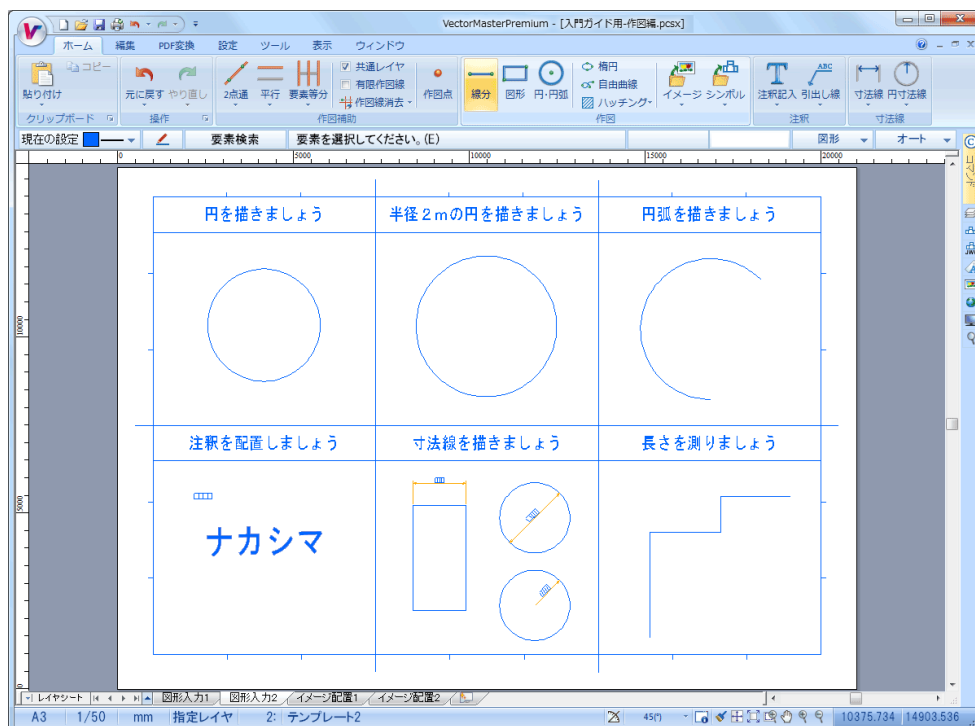 VectorMasterPremium - [入門ガイド用-作図編.pcsx]
ホーム 編集 PDF変換 設定 ツール 表示 ウィンドウ
貼り付け コピー 元に戻す やり直し 2点通 平行 要素等分 共通レイヤ 有限作図線 作図線消去 作図点 線分 図形 円・円弧 楕円 自由曲線 ハッチング イメージ シンボル 注釈記入 引出し線 寸法線 円寸法線
クリップボード 操作 作図補助 作図 注釈 寸法線
現在の設定 要素検索 要素を選択してください。(E) 図形 オート
0 5000 10000 15000 20000
円を描きましょう 半径2mの円を描きましょう 円弧を描きましょう
10000
注釈を配置しましょう 寸法線を描きましょう 長さを測りましょう
5000
ナカシマ
0
レイヤシート 図形入力1 図形入力2 イメージ配置1 イメージ配置2
A3 1/50 mm 指定レイヤ 2: テンプレート2 45(°) 10375.734 14903.536